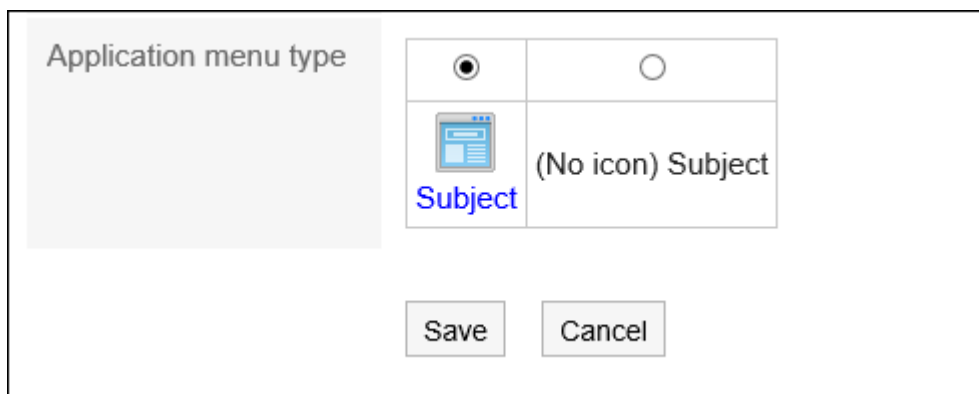 Application menu type
(No icon) Subject
Subject
Save
Cancel